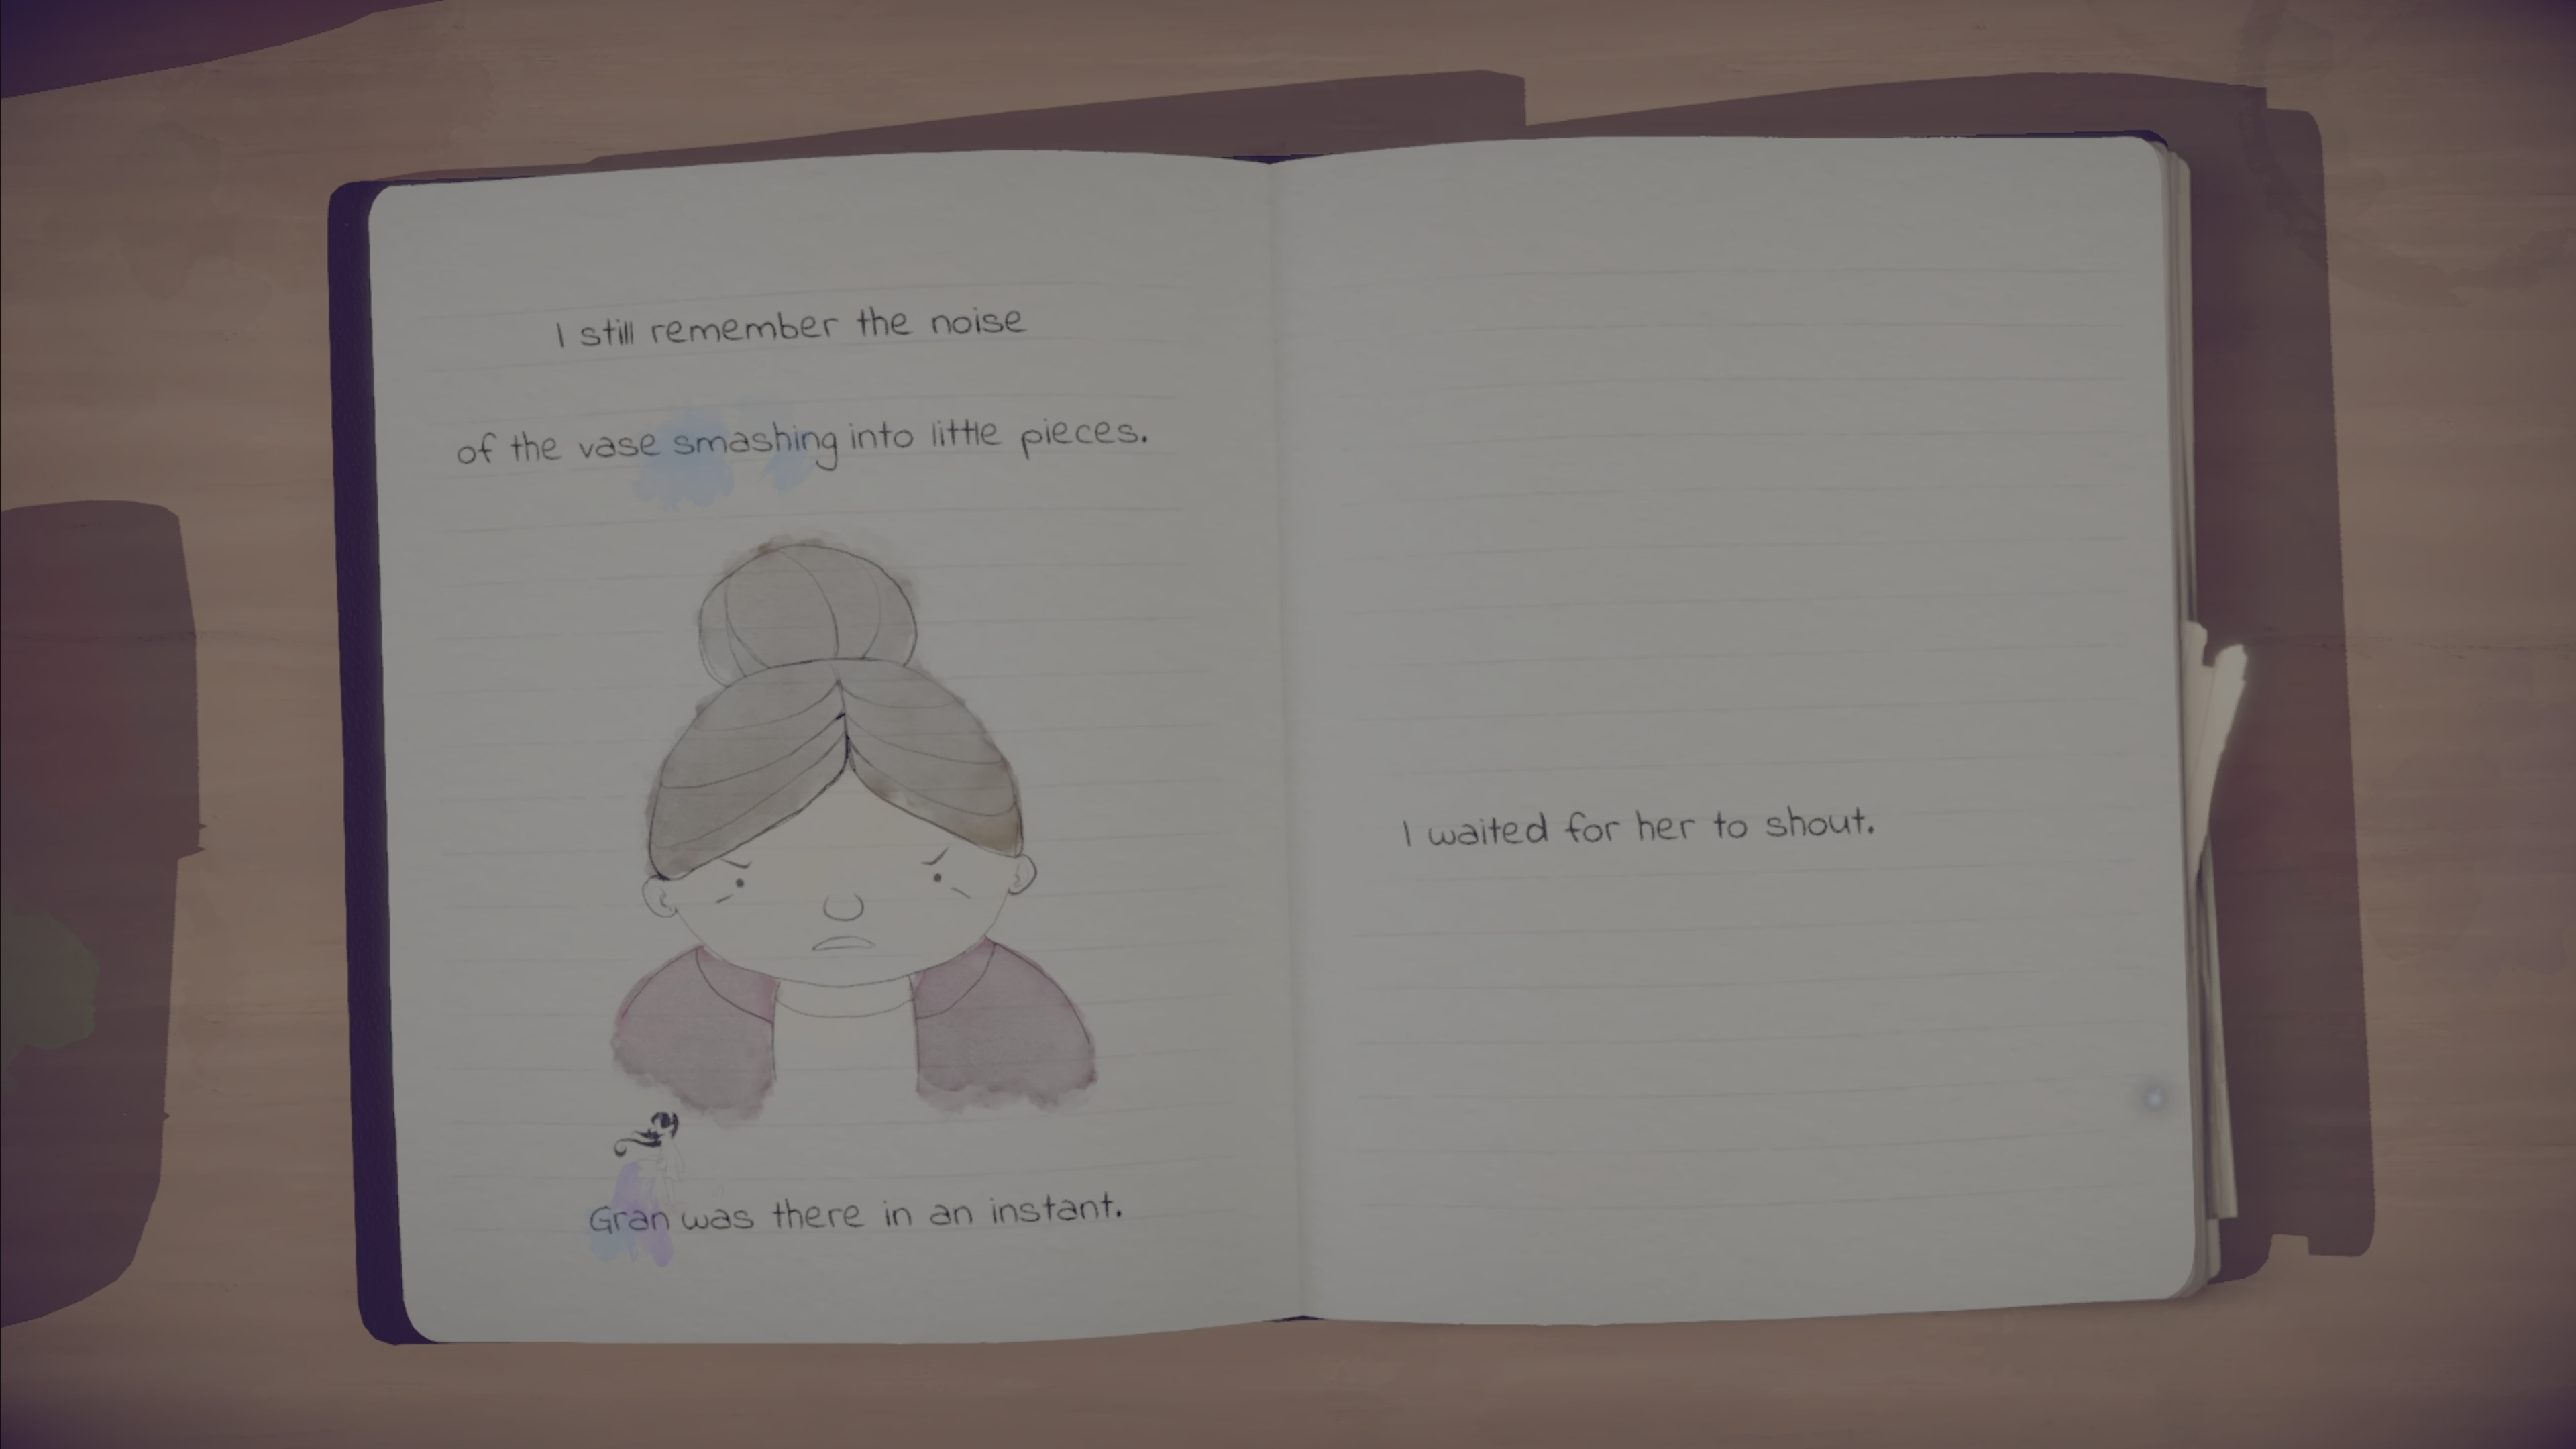 I still remember the noise
of the vase smashing into little pieces.
Gran was there in an instant.
I waited for her to shout.